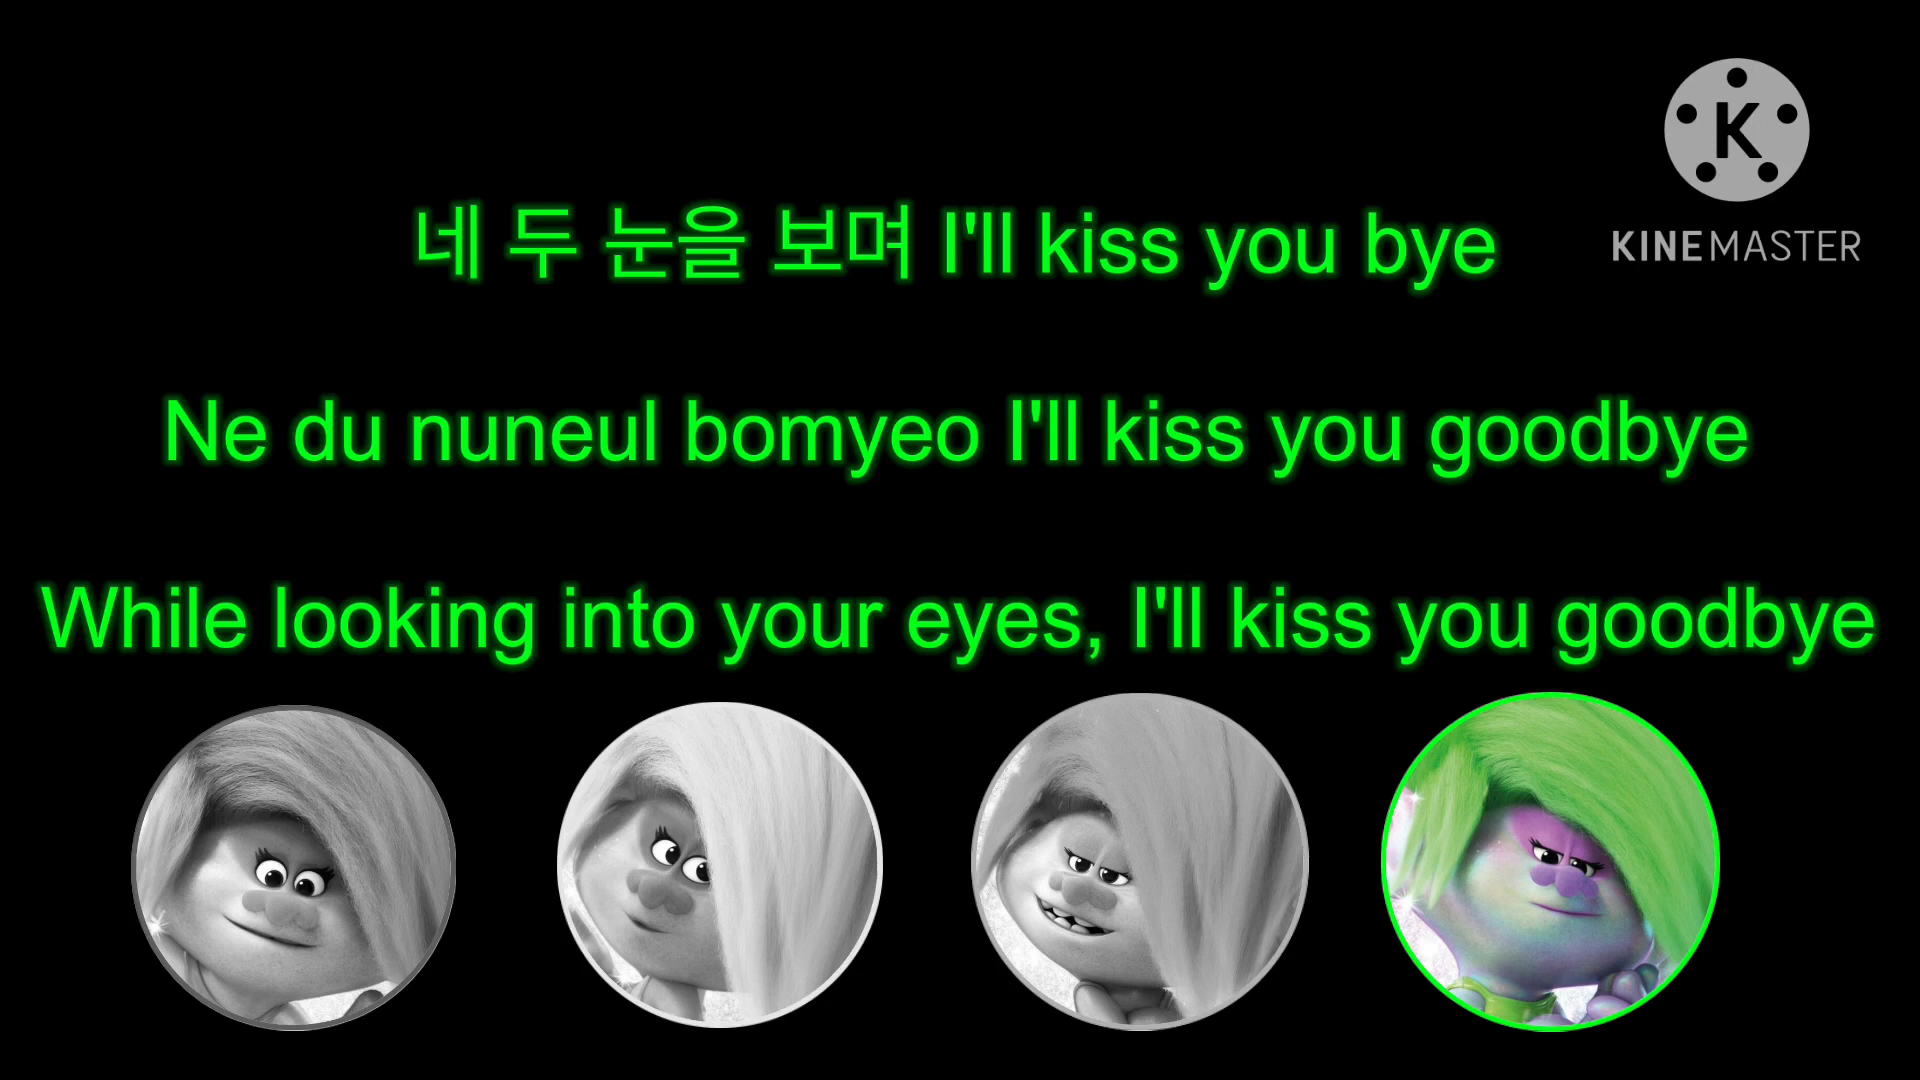 K
KINEMASTER
네 두 눈을 보며 I'll kiss you bye
Ne du nuneul bomyeo I'll kiss you goodbye
While looking into your eyes, I'll kiss you goodbye